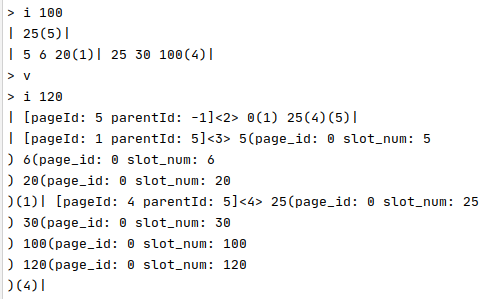 > i 100
| 25(5)|
| 5 6 20(1)| 25 30 100(4)|
> v
> i 120
| [pageId: 5 parentId: -1]<2> 0(1) 25(4)(5)|
| [pageId: 1 parentId: 5]<3> 5(page_id: 0 slot_num: 5
) 6(page_id: 0 slot_num: 6
) 20(page_id: 0 slot_num: 20
)(1)| [pageId: 4 parentId: 5]<4> 25(page_id: 0 slot_num: 25
) 30(page_id: 0 slot_num: 30
) 100(page_id: 0 slot_num: 100
) 120(page_id: 0 slot_num: 120
)(4)|